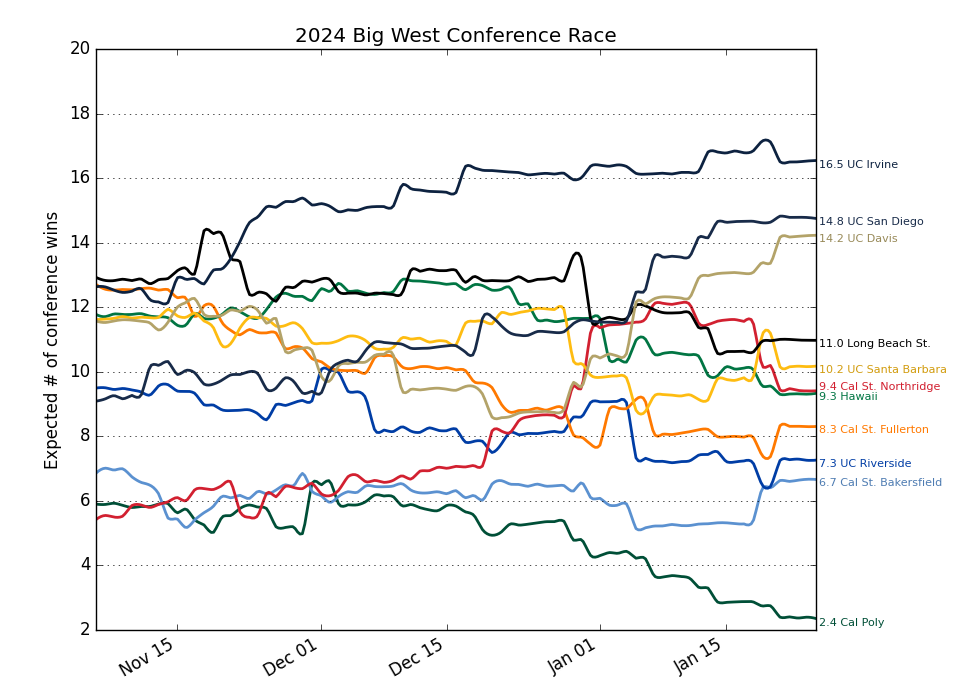 2024 Big West Conference Race
Expected # of conference wins
20
18
16
14
12
10
8
6
4
2
Nov 15
Dec 01
Dec 15
Jan 01
Jan 15
16.5 UC Irvine
14.8 UC San Diego
14.2 UC Davis
11.0 Long Beach St.
10.2 UC Santa Barbara
9.4 Cal St. Northridge
9.3 Hawaii
8.3 Cal St. Fullerton
7.3 UC Riverside
6.7 Cal St. Bakersfield
2.4 Cal Poly